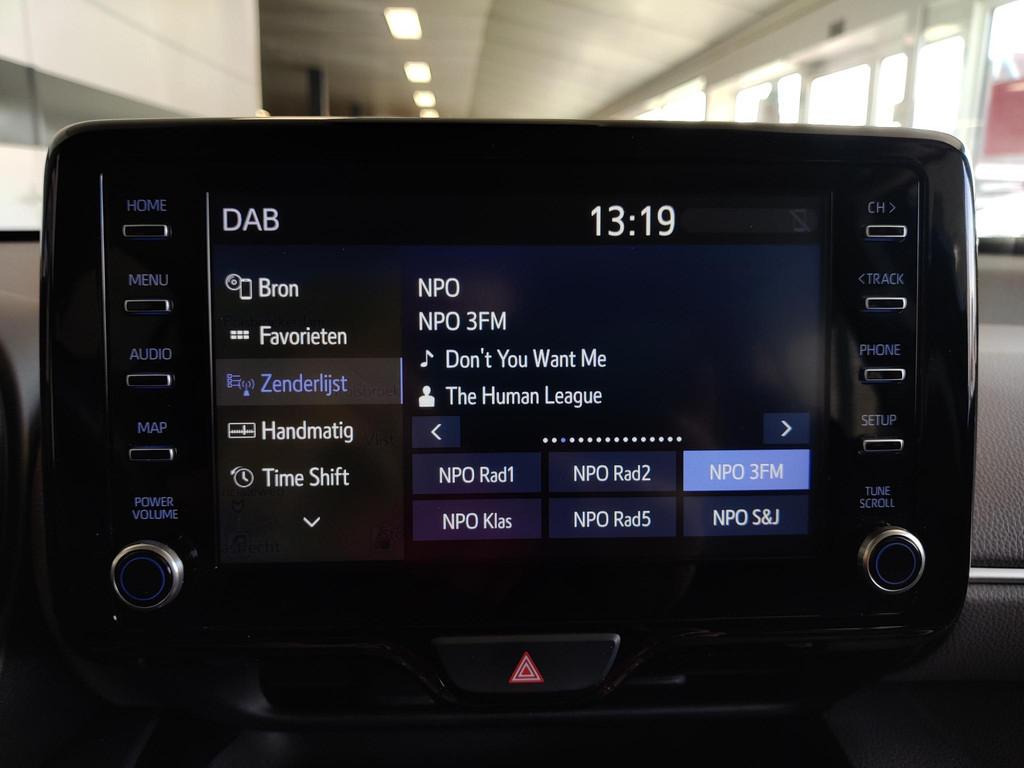 HOME
MENU
AUDIO
MAP
POWER
VOLUME
DAB
13:19
Bron
Favorieten
Zenderlijst
Handmatig
Time Shift
NPO
NPO 3FM
Don't You Want Me
The Human League
< >
NPO Rad1 NPO Rad2 NPO 3FM
NPO Klas NPO Rad5 NPO S&J
CH >
< TRACK
PHONE
SETUP
TUNE
SCROLL